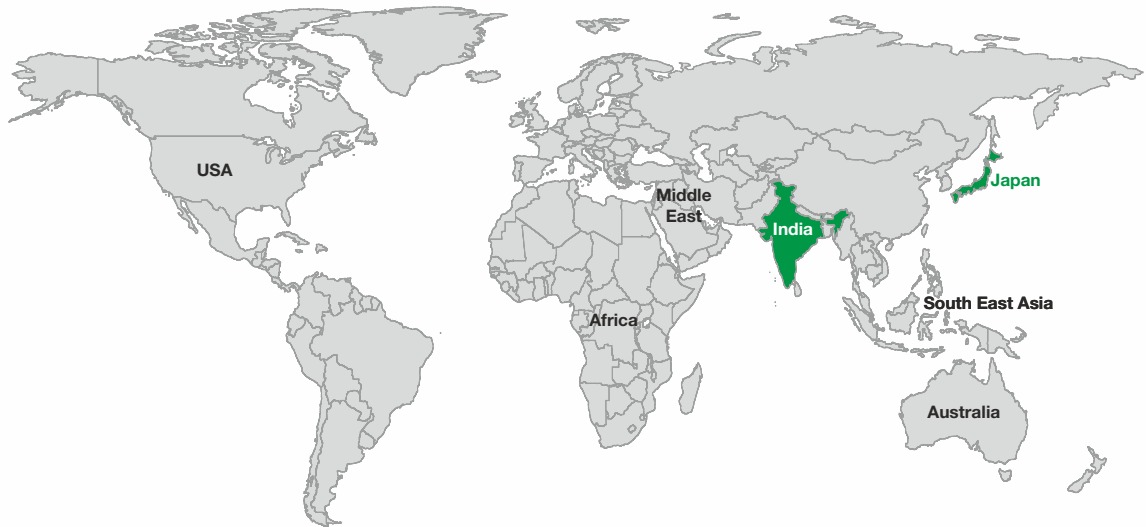 USA
Middle
East
Japan
India
South East Asia
Africa
Australia